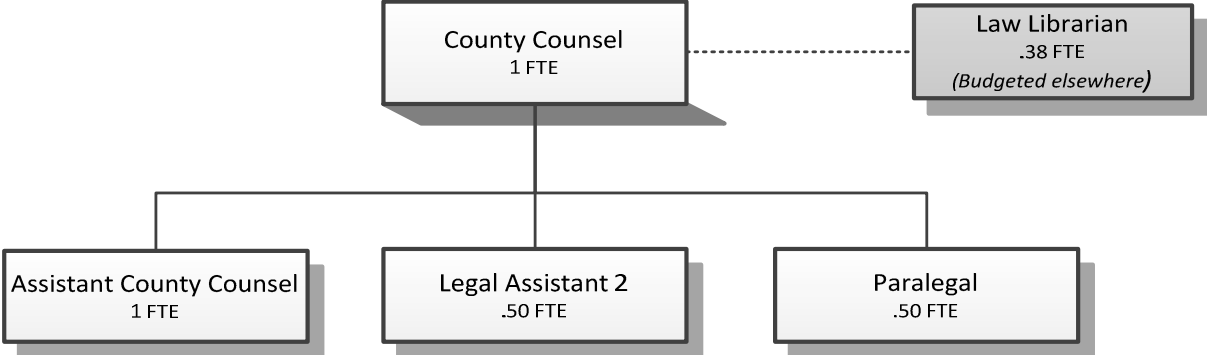 County Counsel
1 FTE
Law Librarian
.38 FTE
(Budgeted elsewhere)
Assistant County Counsel
1 FTE
Legal Assistant 2
.50 FTE
Paralegal
.50 FTE